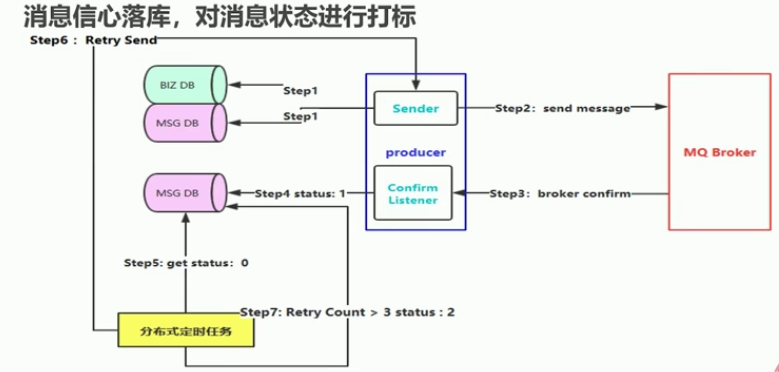 消息信心落库，对消息状态进行打标
Step6 : Retry Send
BIZ DB
Step1
MSG DB
Step1
Sender
Step2: send message
producer
MQ Broker
MSG DB
Step4 status: 1
Confirm
Listener
Step3: broker confirm
Step5: get status: 0
Step7: Retry Count > 3 status : 2
分布式定时任务